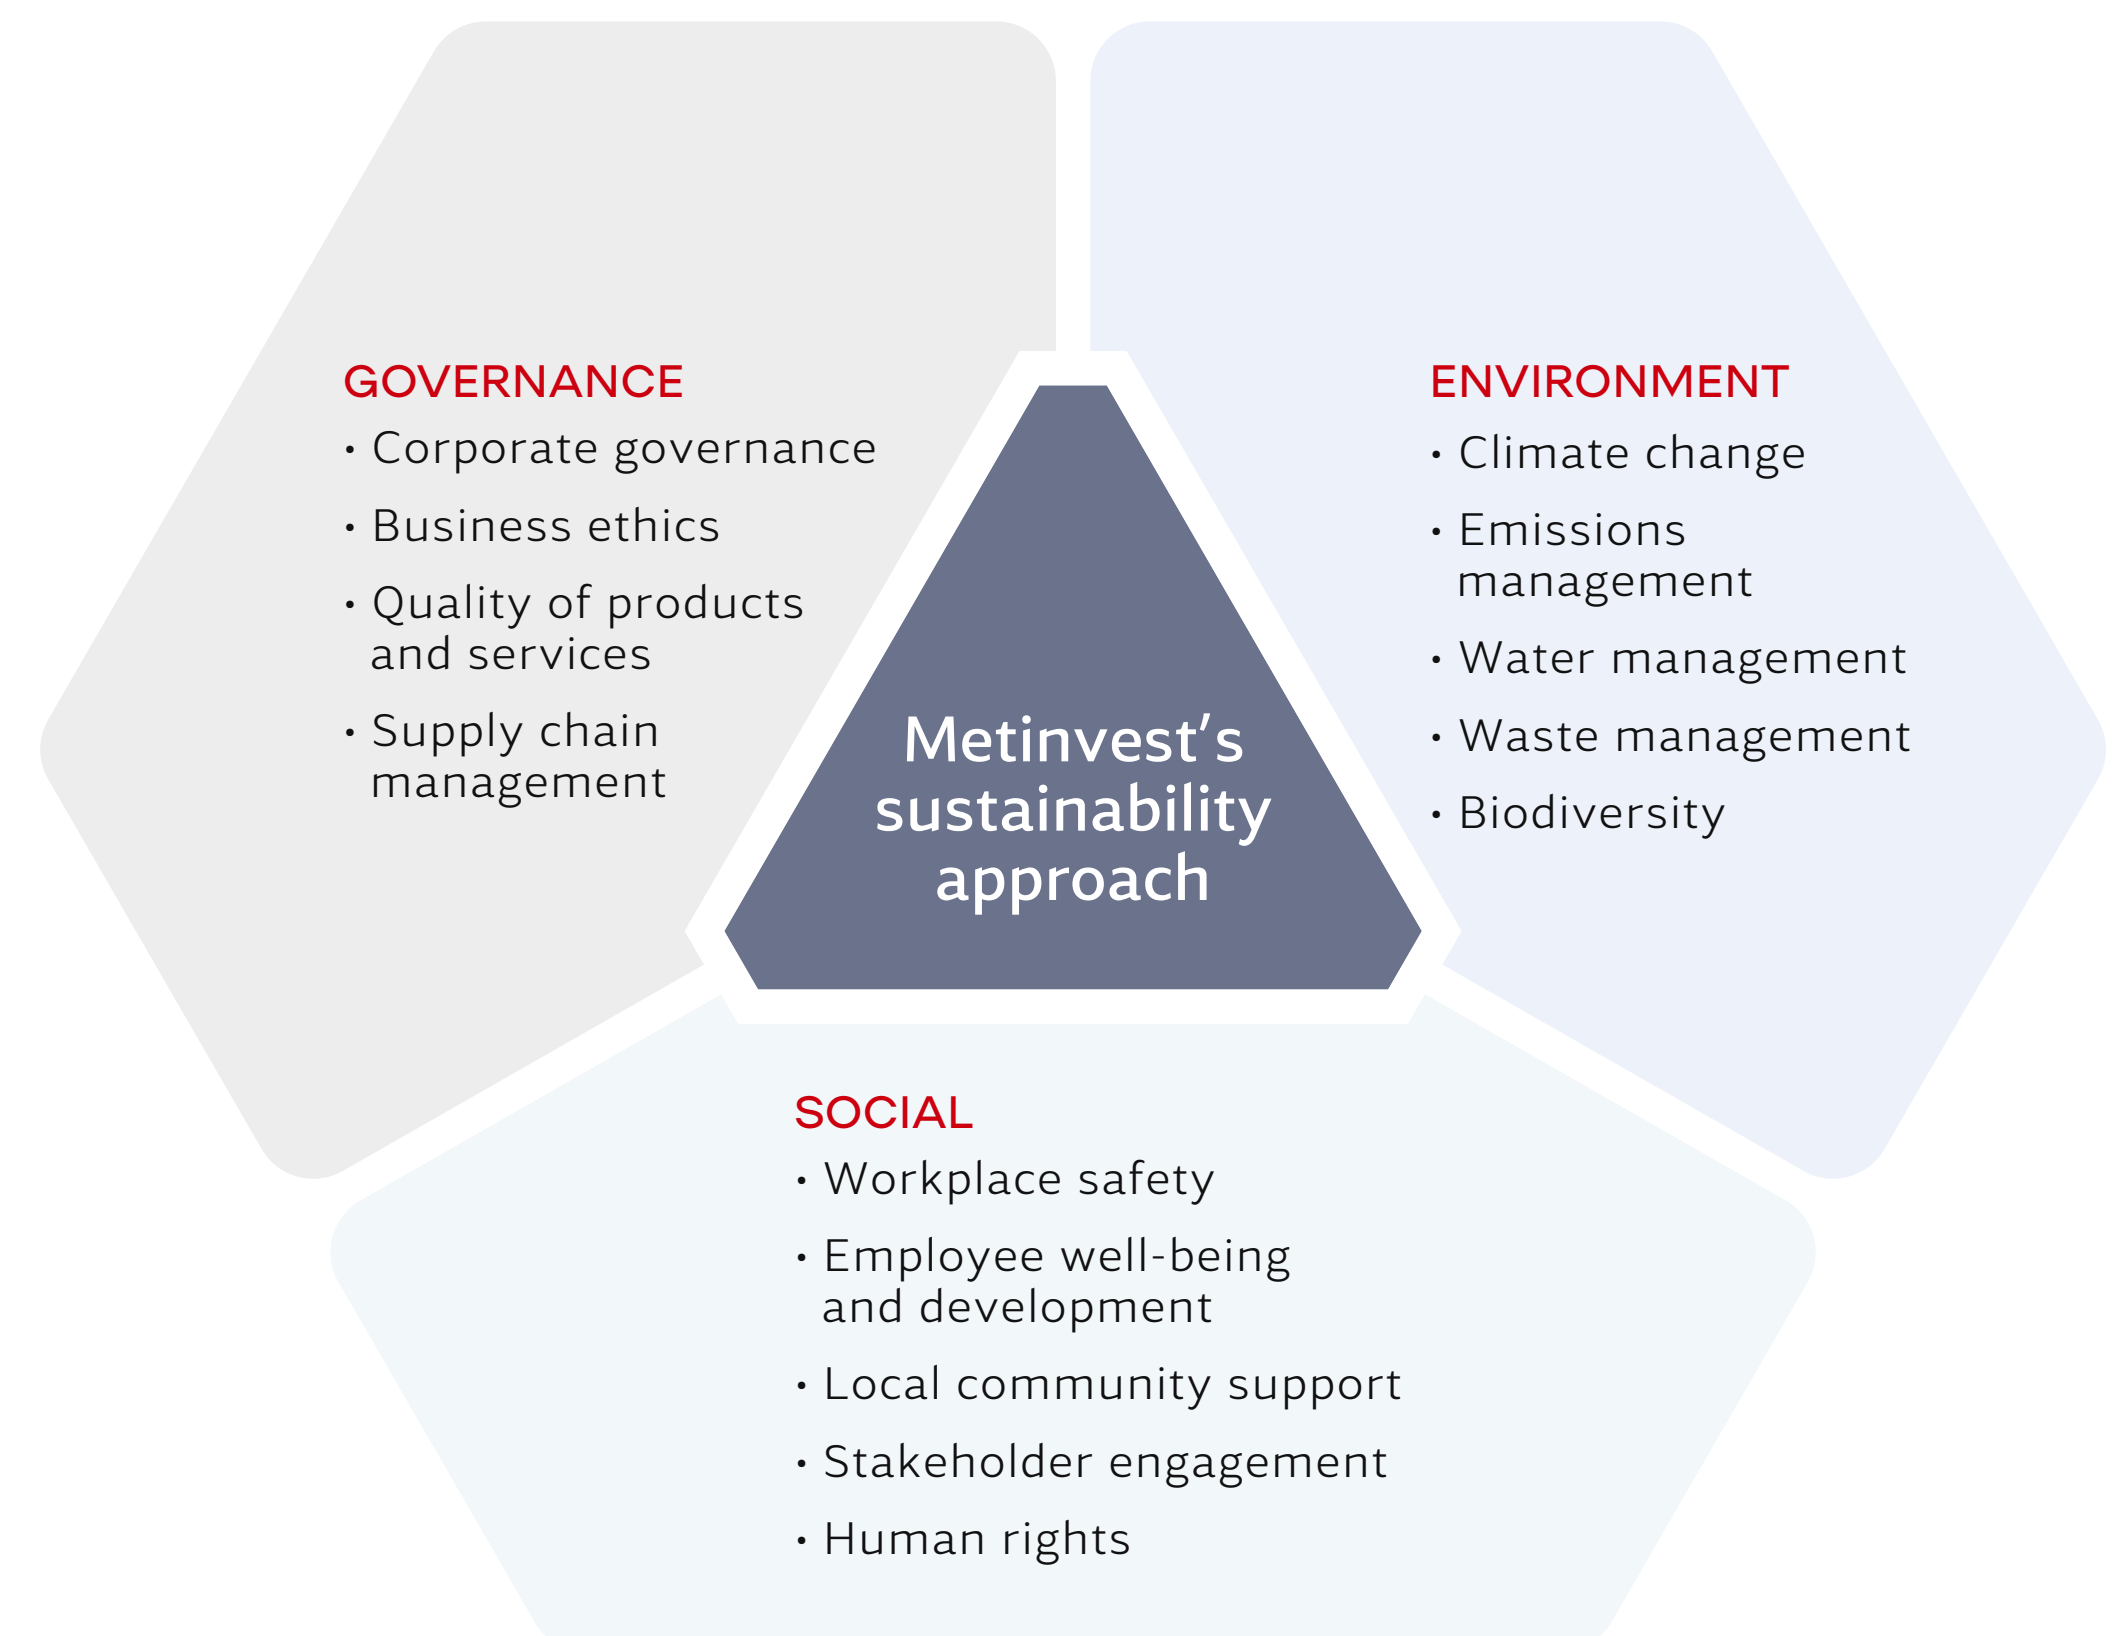 GOVERNANCE
• Corporate governance
• Business ethics
• Quality of products
and services
• Supply chain
management
ENVIRONMENT
• Climate change
• Emissions
management
• Water management
• Waste management
• Biodiversity
Metinvest’s
sustainability
approach
SOCIAL
• Workplace safety
• Employee well-being
and development
• Local community support
• Stakeholder engagement
• Human rights